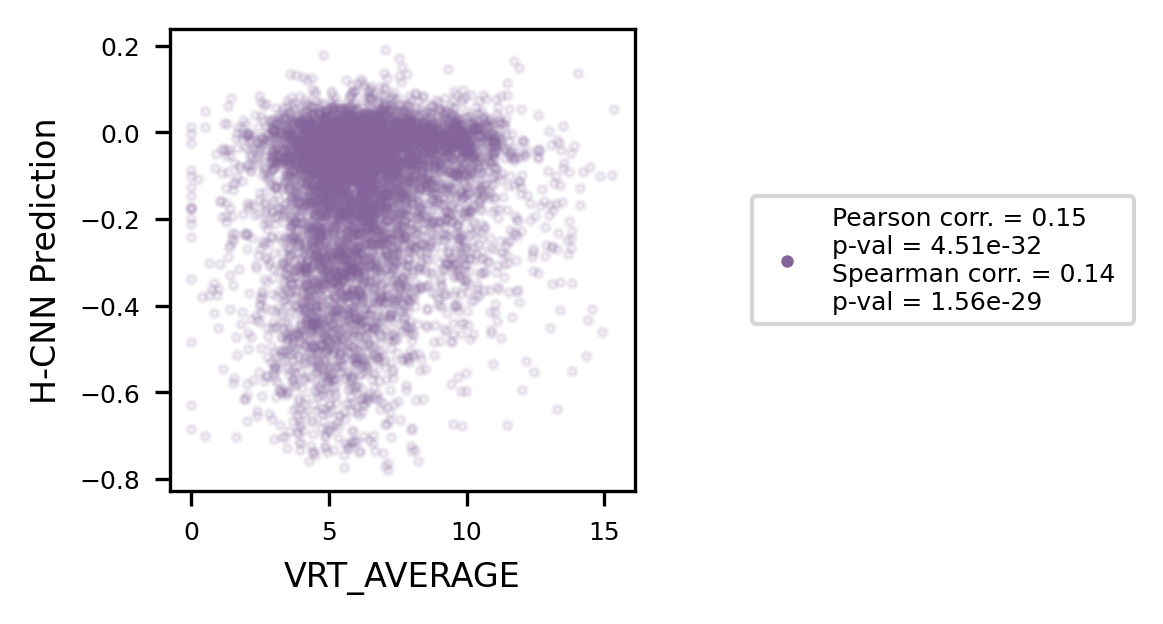 0.2
0.0
−0.2
−0.4
−0.6
−0.8
H-CNN Prediction
0 5 10 15
VRT_AVERAGE
Pearson corr. = 0.15
p-val = 4.51e-32
Spearman corr. = 0.14
p-val = 1.56e-29